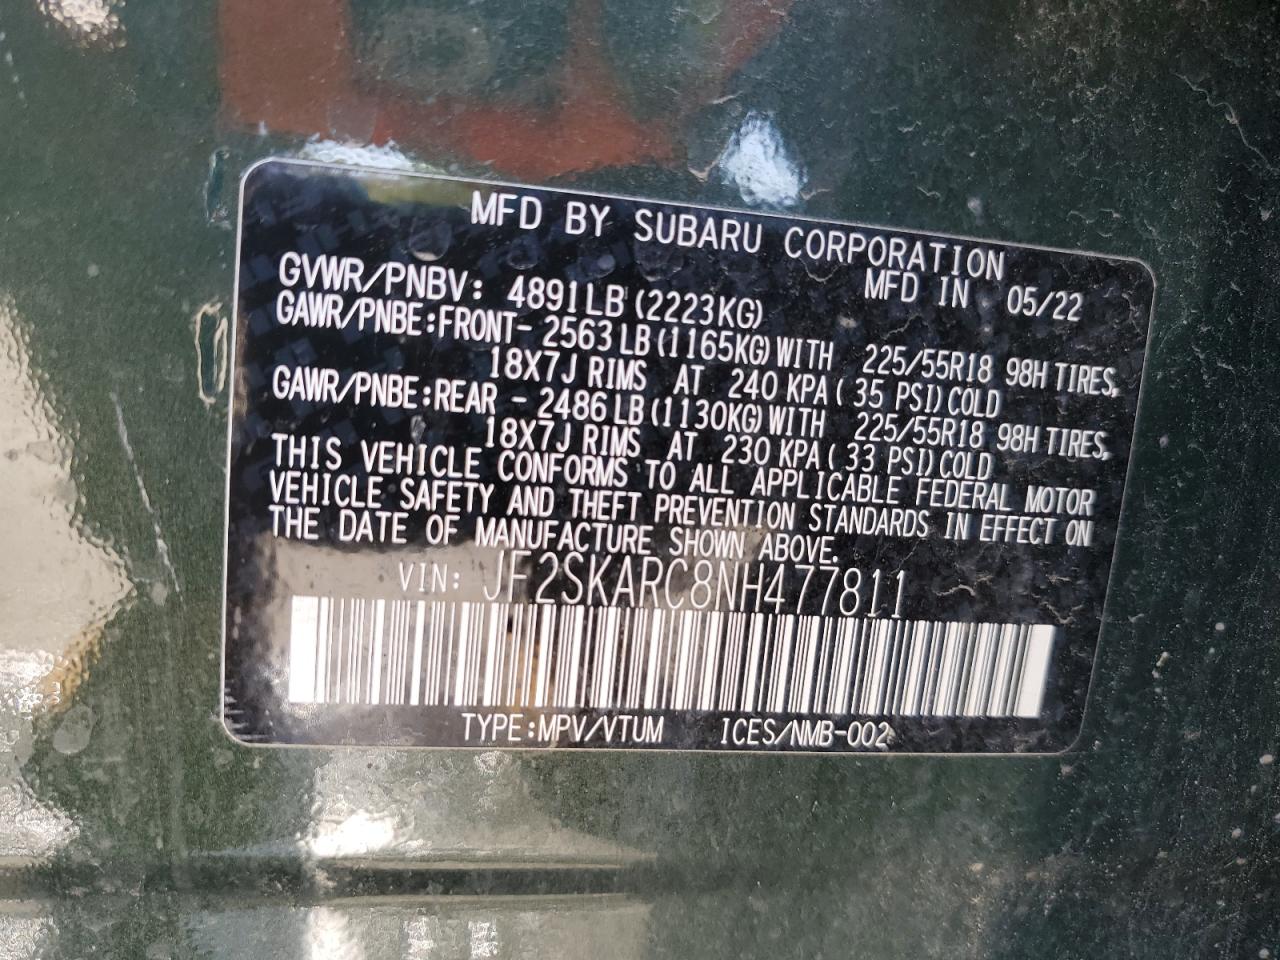 MFD BY SUBARU CORPORATION
MFD IN 05/22
GVWR/PNBV: 4891LB (2223KG)
GAWR/PNBE:FRONT- 2563LB(1165KG)WITH 225/55R18 98H TIRES,
18X7J RIMS AT 240 KPA( 35 PSI)COLD
GAWR/PNBE:REAR - 2486LB(1130KG)WITH 225/55R18 98H TIRES,
18X7J RIMS AT 230 KPA( 33 PSI)COLD
THIS VEHICLE CONFORMS TO ALL APPLICABLE FEDERAL MOTOR
VEHICLE SAFETY AND THEFT PREVENTION STANDARDS IN EFFECT ON
THE DATE OF MANUFACTURE SHOWN ABOVE.
VIN: JF2SKARC8NH477811
TYPE:MPV/VTUM ICES/NMB-002